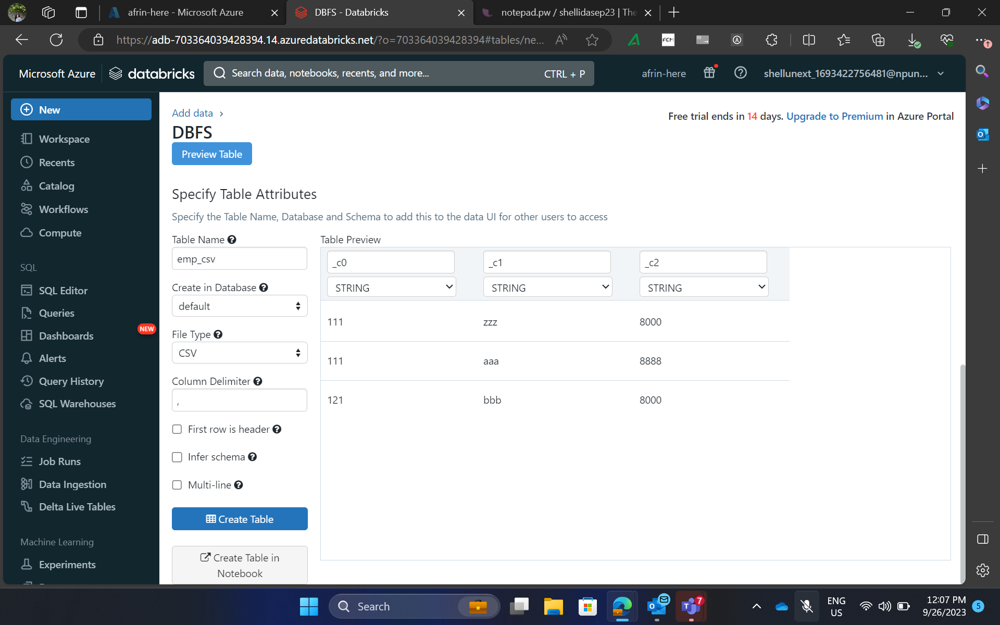 afrin-here - Microsoft Azure
DBFS - Databricks
notepad.pw / shellidasep23 | The
https://adb-703364039428394.14.azuredatabricks.net/?o=703364039428394#tables/ne...
FCM
Microsoft Azure
databricks
Search data, notebooks, recents, and more...
CTRL + P
afrin-here
shellunext_1693422756481@npun...
New
Workspace
Recents
Catalog
Workflows
Compute
SQL
SQL Editor
Queries
Dashboards
NEW
Alerts
Query History
SQL Warehouses
Data Engineering
Job Runs
Data Ingestion
Delta Live Tables
Machine Learning
Experiments
Add data >
DBFS
Free trial ends in 14 days. Upgrade to Premium in Azure Portal
Preview Table
Specify Table Attributes
Specify the Table Name, Database and Schema to add this to the data UI for other users to access
Table Name
emp_csv
Create in Database
default
File Type
CSV
Column Delimiter
,
First row is header
Infer schema
Multi-line
Create Table
Create Table in
Notebook
Table Preview
_c0 _c1 _c2
STRING STRING STRING
111 zzz 8000
111 aaa 8888
121 bbb 8000
Search
7
ENG
US
12:07 PM
9/26/2023
5